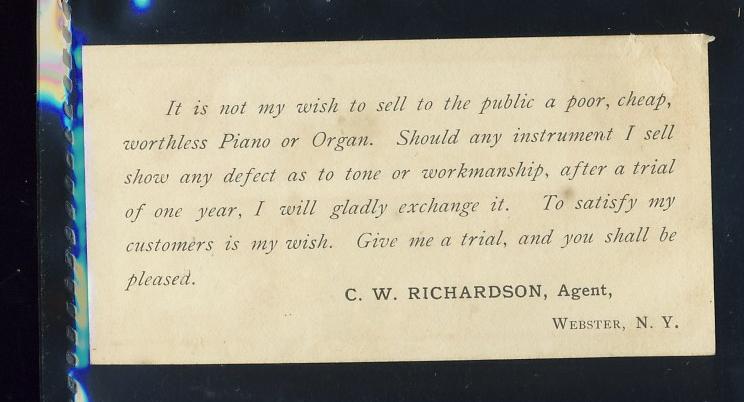 It is not my wish to sell to the public a poor, cheap,
worthless Piano or Organ. Should any instrument I sell
show any defect as to tone or workmanship, after a trial
of one year, I will gladly exchange it. To satisfy my
customers is my wish. Give me a trial, and you shall be
pleased.
C. W. RICHARDSON, Agent,
WEBSTER, N. Y.